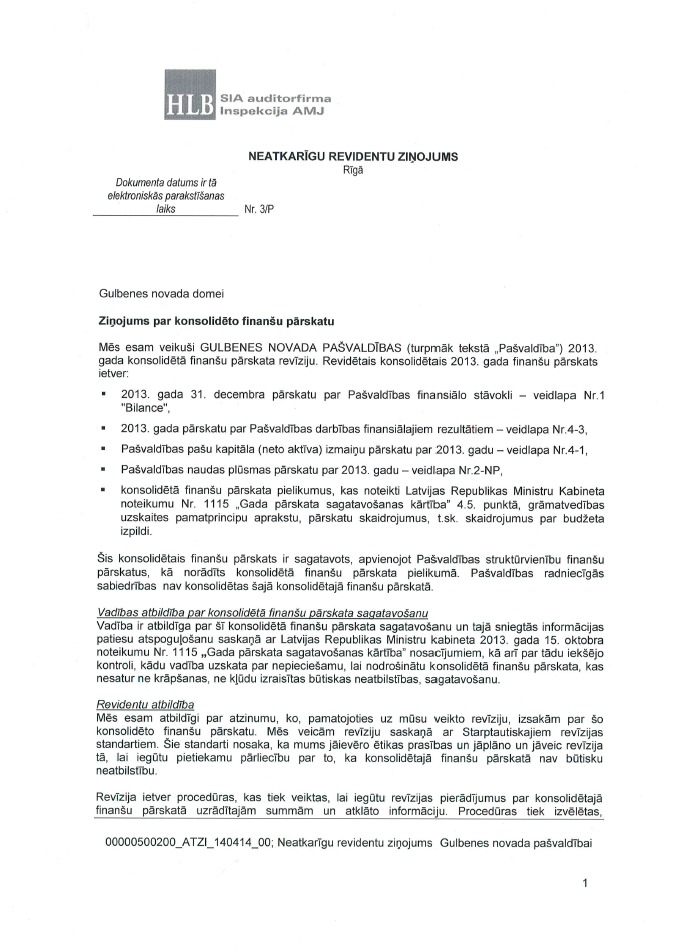 HLB SIA auditorfirma
Inspekcija AMJ
NEATKARĪGU REVIDENTU ZIŅOJUMS
Rīgā
Dokumenta datums ir tā
elektroniskās parakstīšanas
laiks Nr. 3/P
Gulbenes novada domei
Ziņojums par konsolidēto finanšu pārskatu
Mēs esam veikuši GULBENES NOVADA PAŠVALDĪBAS (turpmāk tekstā „Pašvaldība”) 2013.
gada konsolidētā finanšu pārskata revīziju. Revidētais konsolidētais 2013. gada finanšu pārskats
ietver:
▪ 2013. gada 31. decembra pārskatu par Pašvaldības finansiālo stāvokli – veidlapa Nr.1
"Bilance",
▪ 2013. gada pārskatu par Pašvaldības darbības finansiālajiem rezultātiem – veidlapa Nr.4-3,
▪ Pašvaldības pašu kapitāla (neto aktīva) izmaiņu pārskatu par 2013. gadu – veidlapa Nr.4-1,
▪ Pašvaldības naudas plūsmas pārskatu par 2013. gadu – veidlapa Nr.2-NP,
▪ konsolidētā finanšu pārskata pielikumus, kas noteikti Latvijas Republikas Ministru Kabineta
noteikumu Nr. 1115 „Gada pārskata sagatavošanas kārtība” 4.5. punktā, grāmatvedības
uzskaites pamatprincipu aprakstu, pārskatu skaidrojumus, t.sk. skaidrojumus par budžeta
izpildi.
Šis konsolidētais finanšu pārskats ir sagatavots, apvienojot Pašvaldības struktūrvienību finanšu
pārskatus, kā norādīts konsolidētā finanšu pārskata pielikumā. Pašvaldības radniecīgās
sabiedrības nav konsolidētas šajā konsolidētajā finanšu pārskatā.
Vadības atbildība par konsolidētā finanšu pārskata sagatavošanu
Vadība ir atbildīga par šī konsolidētā finanšu pārskata sagatavošanu un tajā sniegtās informācijas
patiesu atspoguļošanu saskaņā ar Latvijas Republikas Ministru kabineta 2013. gada 15. oktobra
noteikumu Nr. 1115 „Gada pārskata sagatavošanas kārtība” nosacījumiem, kā arī par tādu iekšējo
kontroli, kādu vadība uzskata par nepieciešamu, lai nodrošinātu konsolidētā finanšu pārskata, kas
nesatur ne krāpšanas, ne kļūdu izraisītas būtiskas neatbilstības, sagatavošanu.
Revidentu atbildība
Mēs esam atbildīgi par atzinumu, ko, pamatojoties uz mūsu veikto revīziju, izsakām par šo
konsolidēto finanšu pārskatu. Mēs veicām revīziju saskaņā ar Starptautiskajiem revīzijas
standartiem. Šie standarti nosaka, ka mums jāievēro ētikas prasības un jāplāno un jāveic revīzija
tā, lai iegūtu pietiekamu pārliecību par to, ka konsolidētajā finanšu pārskatā nav būtisku
neatbilstību.
Revīzija ietver procedūras, kas tiek veiktas, lai iegūtu revīzijas pierādījumus par konsolidētajā
finanšu pārskatā uzrādītajām summām un atklāto informāciju. Procedūras tiek izvēlētas,
00000500200_ATZI_140414_00; Neatkarīgu revidentu ziņojums Gulbenes novada pašvaldībai
1